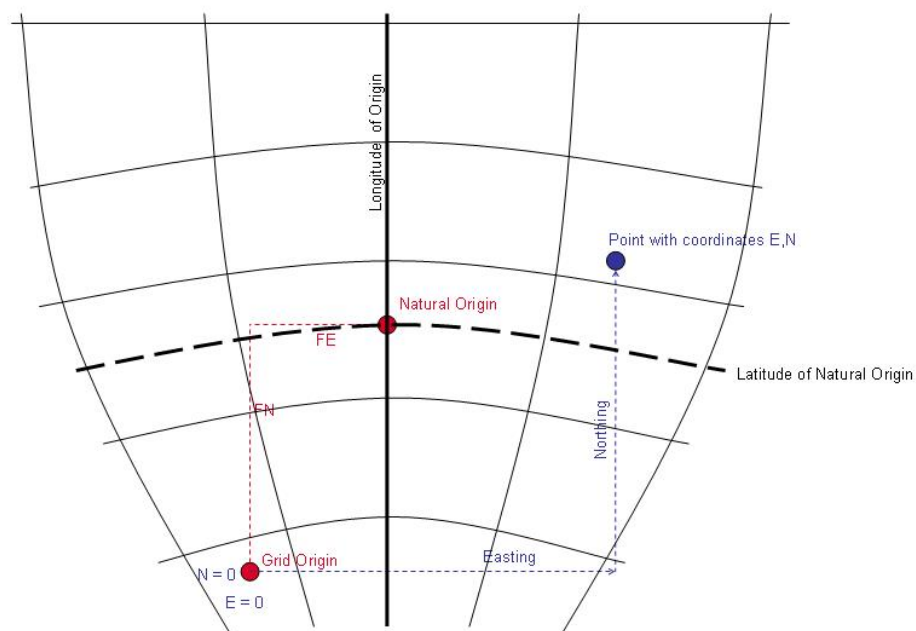 Longitude of Origin
Point with coordinates E,N
Natural Origin
FE
Latitude of Natural Origin
FN
Northing
Grid Origin
Easting
N = 0
E = 0